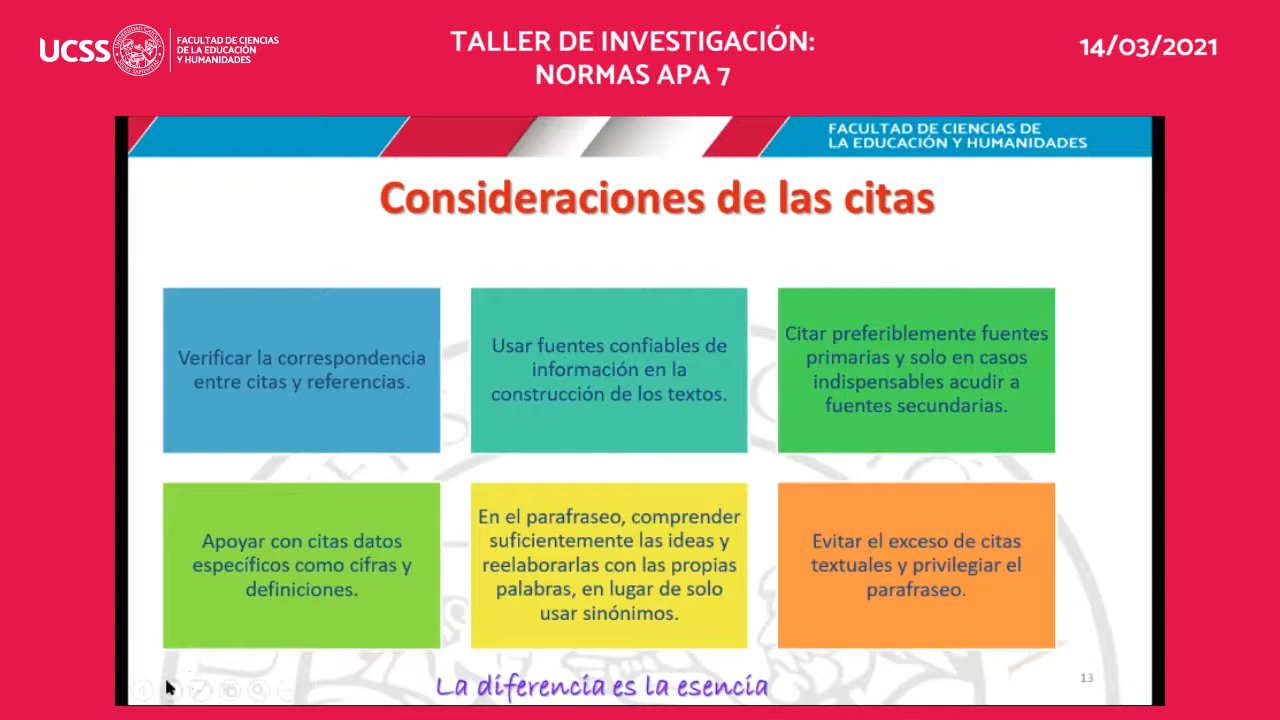 UCSS
FACULTAD DE CIENCIAS
DE LA EDUCACIÓN
Y HUMANIDADES
TALLER DE INVESTIGACIÓN:
NORMAS APA 7
14/03/2021
FACULTAD DE CIENCIAS DE
LA EDUCACIÓN Y HUMANIDADES
Consideraciones de las citas
Verificar la correspondencia
entre citas y referencias.
Usar fuentes confiables de
información en la
construcción de los textos.
Citar preferiblemente fuentes
primarias y solo en casos
indispensables acudir a
fuentes secundarias.
Apoyar con citas datos
específicos como cifras y
definiciones.
En el parafraseo, comprender
suficientemente las ideas y
reelaborarlas con las propias
palabras, en lugar de solo
usar sinónimos.
Evitar el exceso de citas
textuales y privilegiar el
parafraseo.
La diferencia es la esencia
13